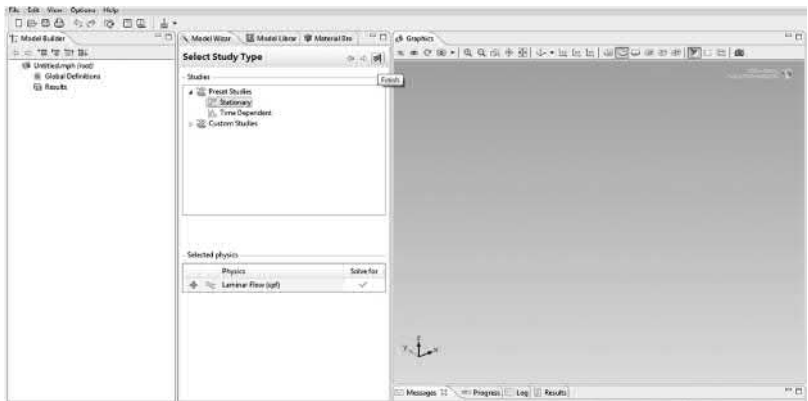 File Edit View Options Help
Model Builder
Untitled.mph (root)
Global Definitions
Results
Model Wizar
Model Librar
Material Bro
Select Study Type
Finish
Studies
Preset Studies
Stationary
Time Dependent
Custom Studies
Selected physics
Physics
Solve for
Laminar Flow (spf)
Graphics
z
y
x
Messages
Progress
Log
Results